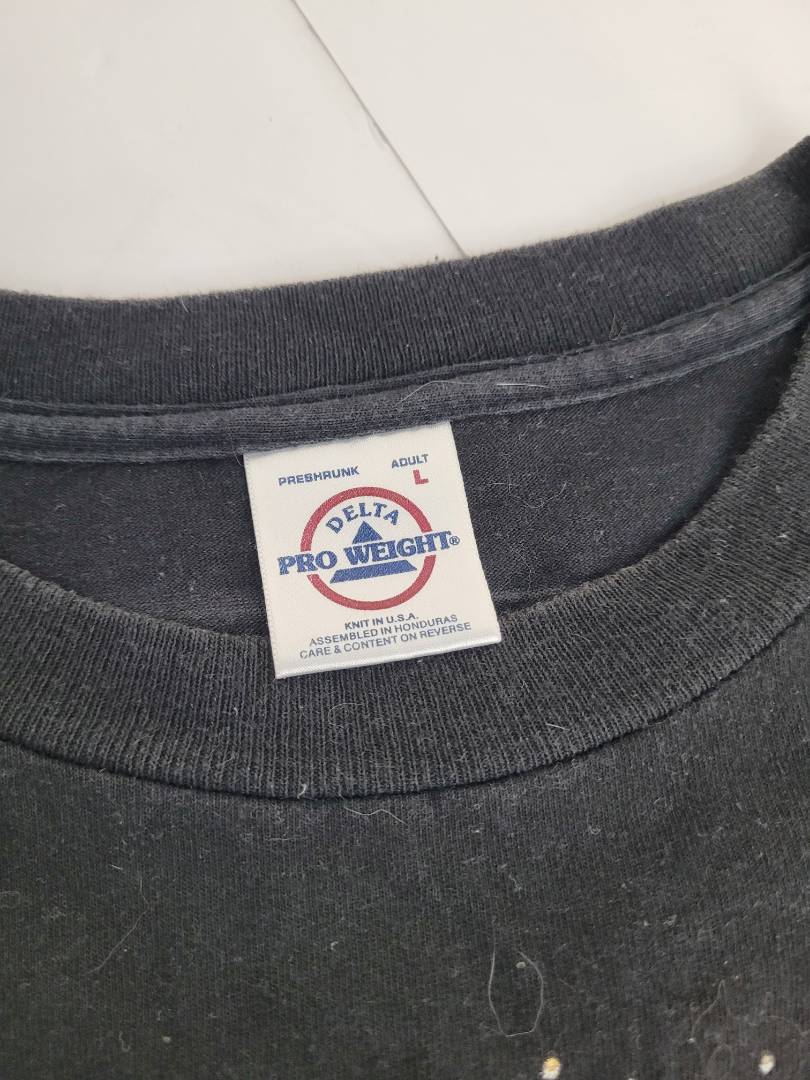 PRESHRUNK ADULT
L
DELTA
PRO WEIGHT®
KNIT IN U.S.A.
ASSEMBLED IN HONDURAS
CARE & CONTENT ON REVERSE